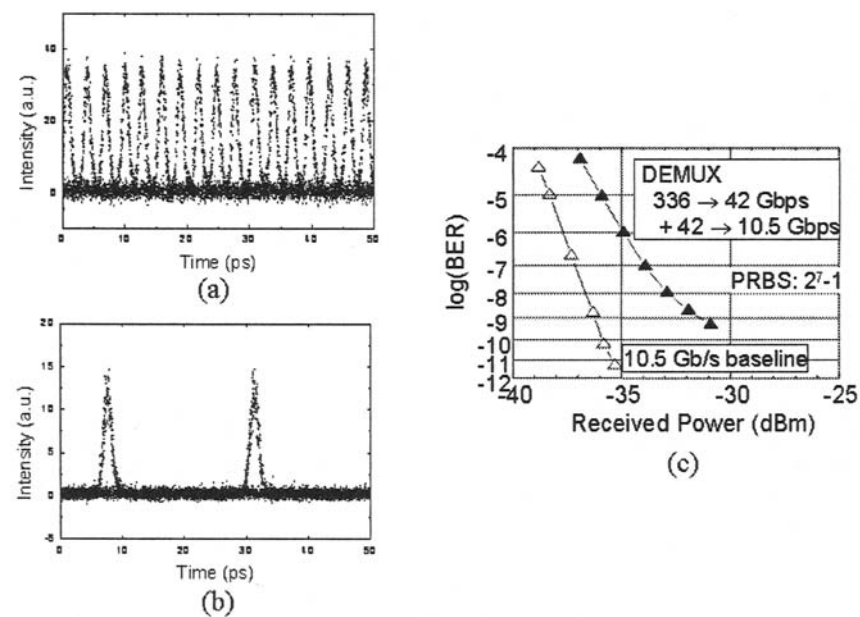 Intensity (a.u.)
40
20
0
0 10 20 30 40 50
Time (ps)
(a)
Intensity (a.u.)
20
15
10
5
0
-5
0 10 20 30 40 50
Time (ps)
(b)
log(BER)
-4
-5
-6
-7
-8
-9
-10
-11
-12
DEMUX
336 → 42 Gbps
+ 42 → 10.5 Gbps
PRBS: 2⁷-1
10.5 Gb/s baseline
-40 -35 -30 -25
Received Power (dBm)
(c)